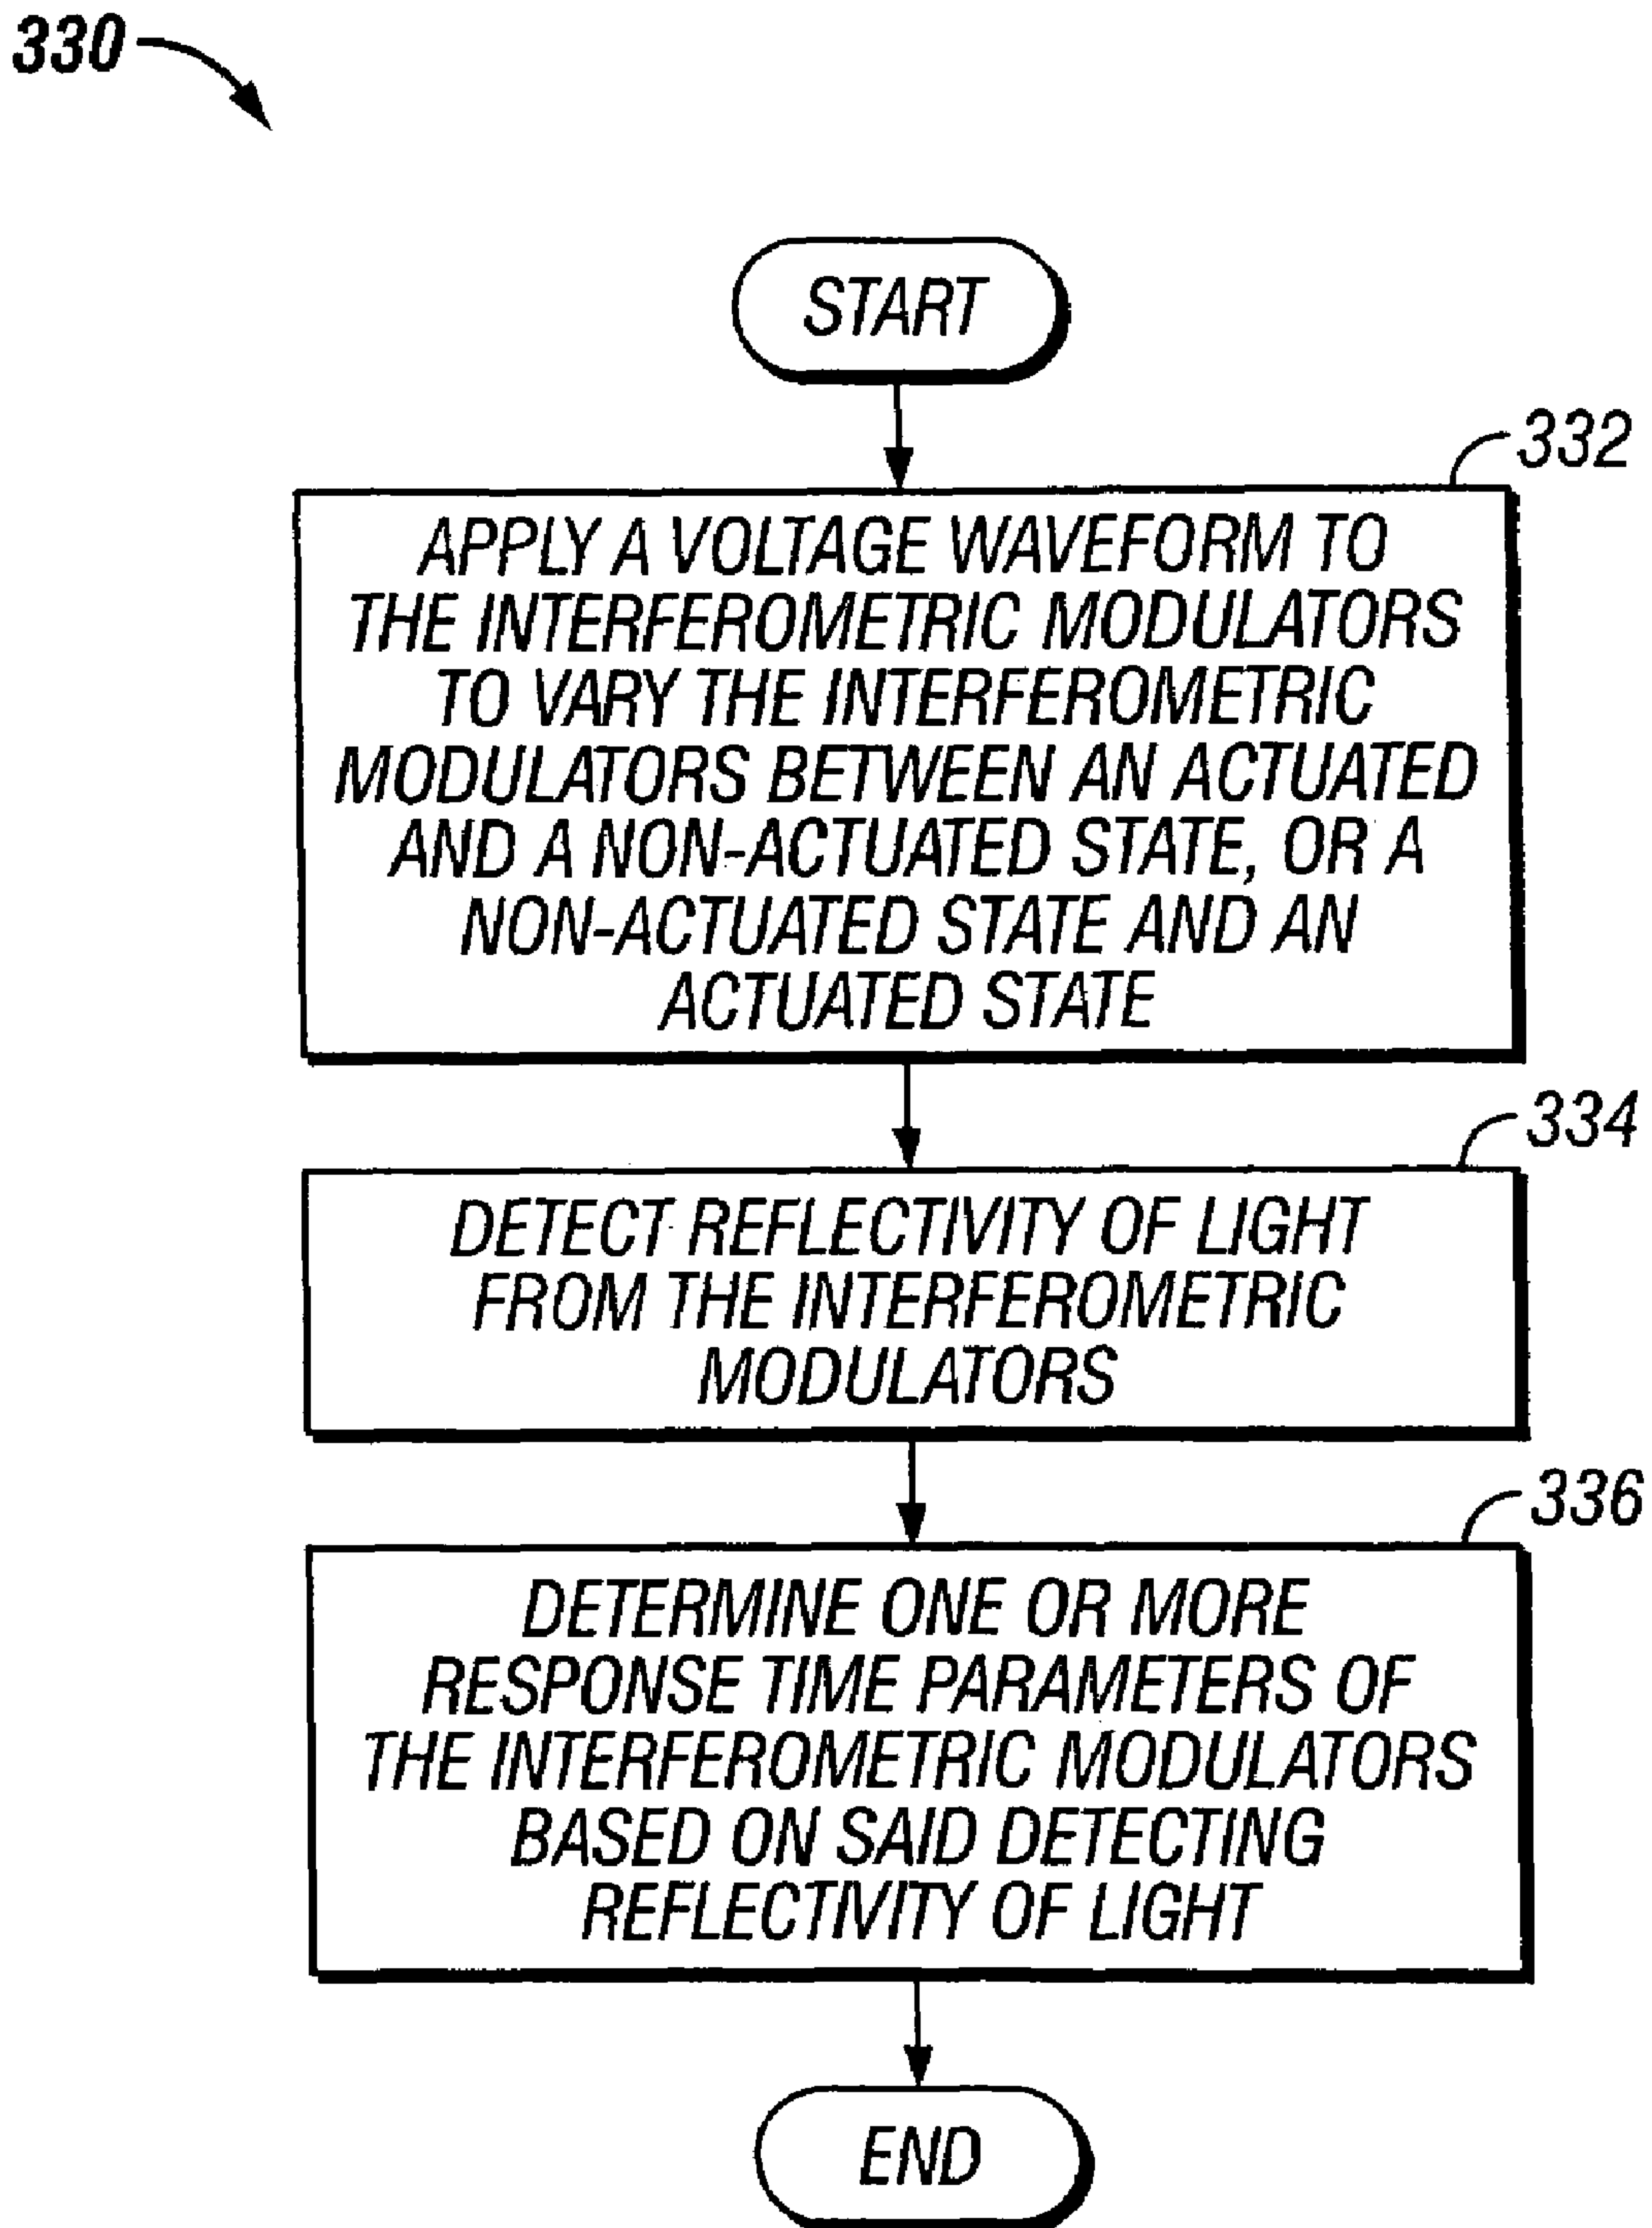 330
START
332
APPLY A VOLTAGE WAVEFORM TO
THE INTERFEROMETRIC MODULATORS
TO VARY THE INTERFEROMETRIC
MODULATORS BETWEEN AN ACTUATED
AND A NON-ACTUATED STATE, OR A
NON-ACTUATED STATE AND AN
ACTUATED STATE
334
DETECT REFLECTIVITY OF LIGHT
FROM THE INTERFEROMETRIC
MODULATORS
336
DETERMINE ONE OR MORE
RESPONSE TIME PARAMETERS OF
THE INTERFEROMETRIC MODULATORS
BASED ON SAID DETECTING
REFLECTIVITY OF LIGHT
END